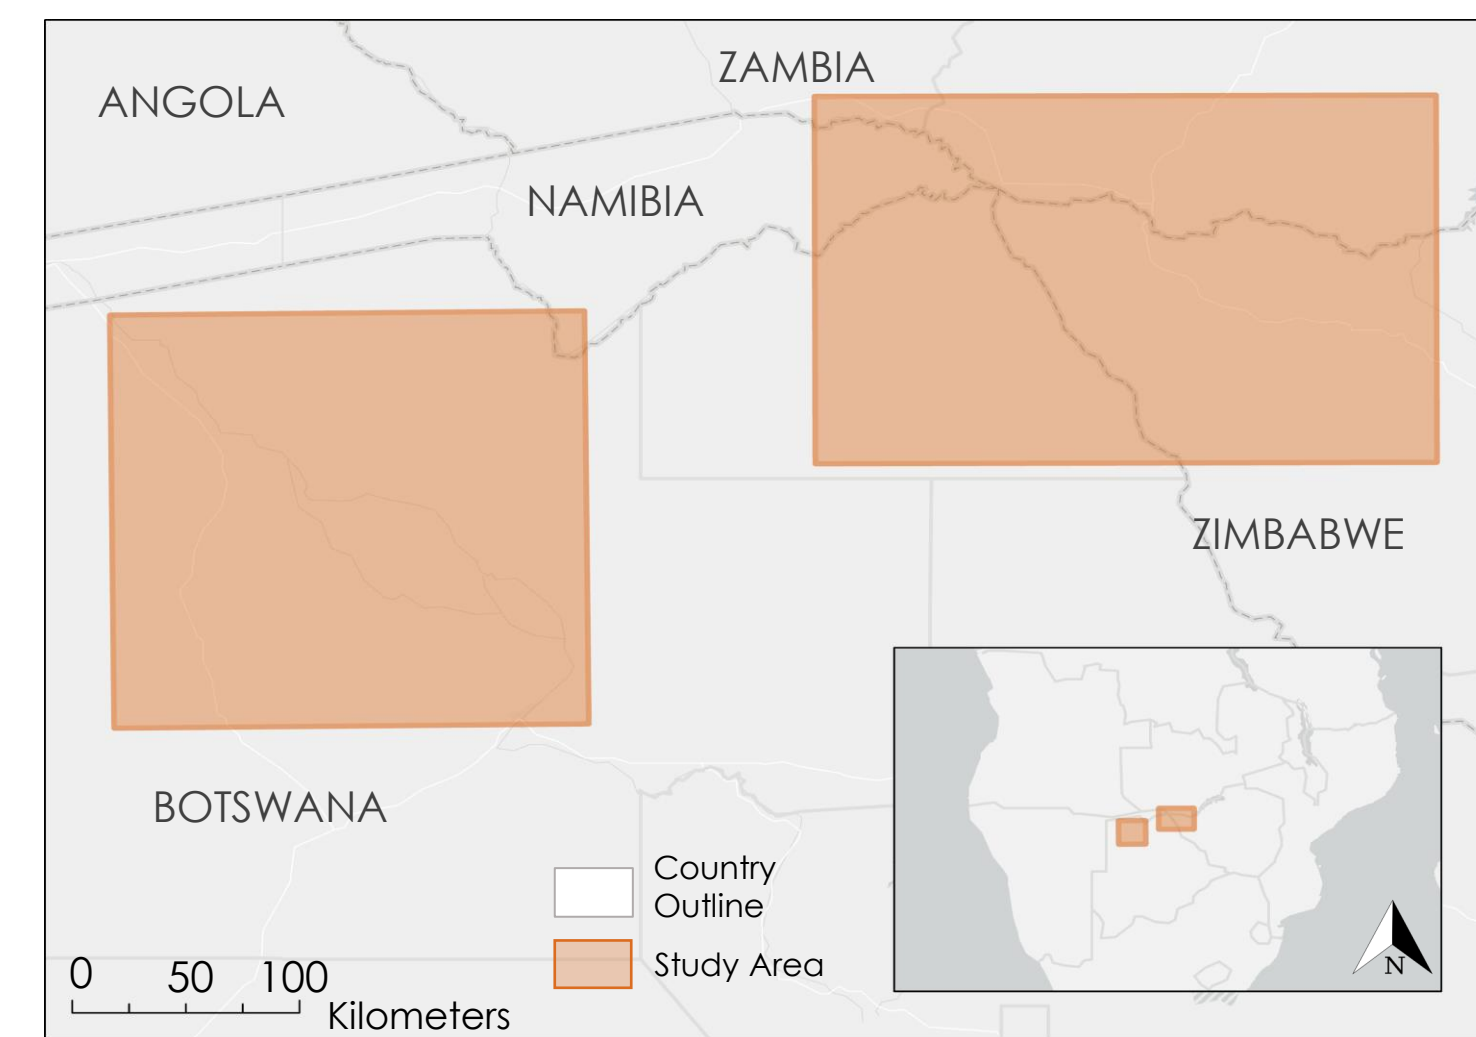 ZAMBIA
ANGOLA
NAMIBIA
ZIMBABWE
BOTSWANA
Country
Outline
Study Area
0 50 100
Kilometers
N